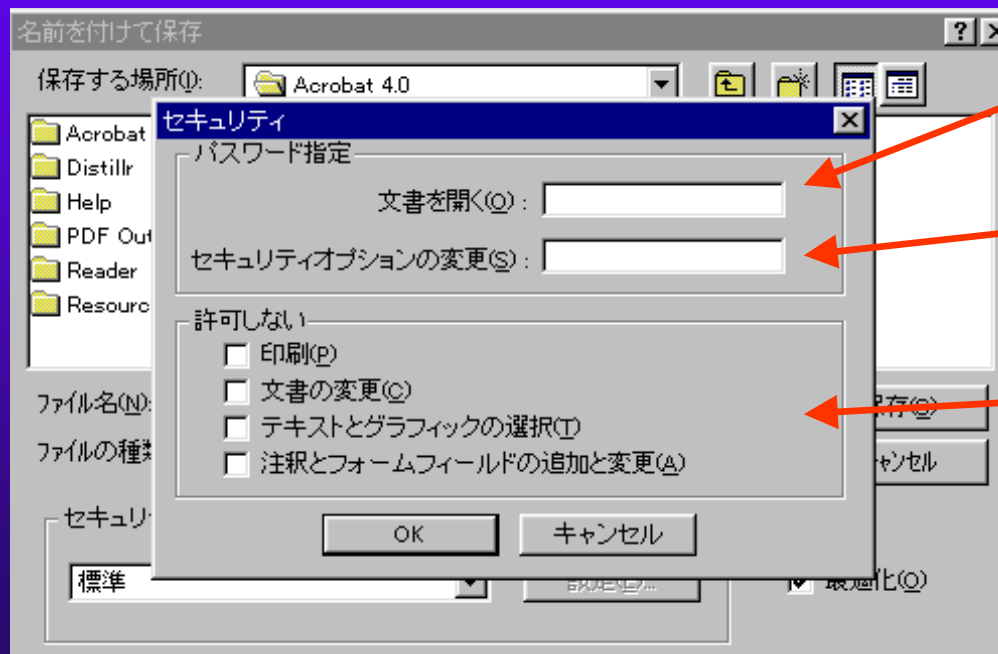 名前を付けて保存
保存する場所(I):
Acrobat 4.0
Acrobat
Distillr
Help
PDF Out
Reader
Resourc
セキュリティ
パスワード指定
文書を開く(O) :
セキュリティオプションの変更(S) :
許可しない
印刷(P)
文書の変更(C)
テキストとグラフィックの選択(T)
注釈とフォームフィールドの追加と変更(A)
OK キャンセル
ファイル名(N):
保存(S)
ファイルの種類
キャンセル
セキュリ
標準
最適化(O)